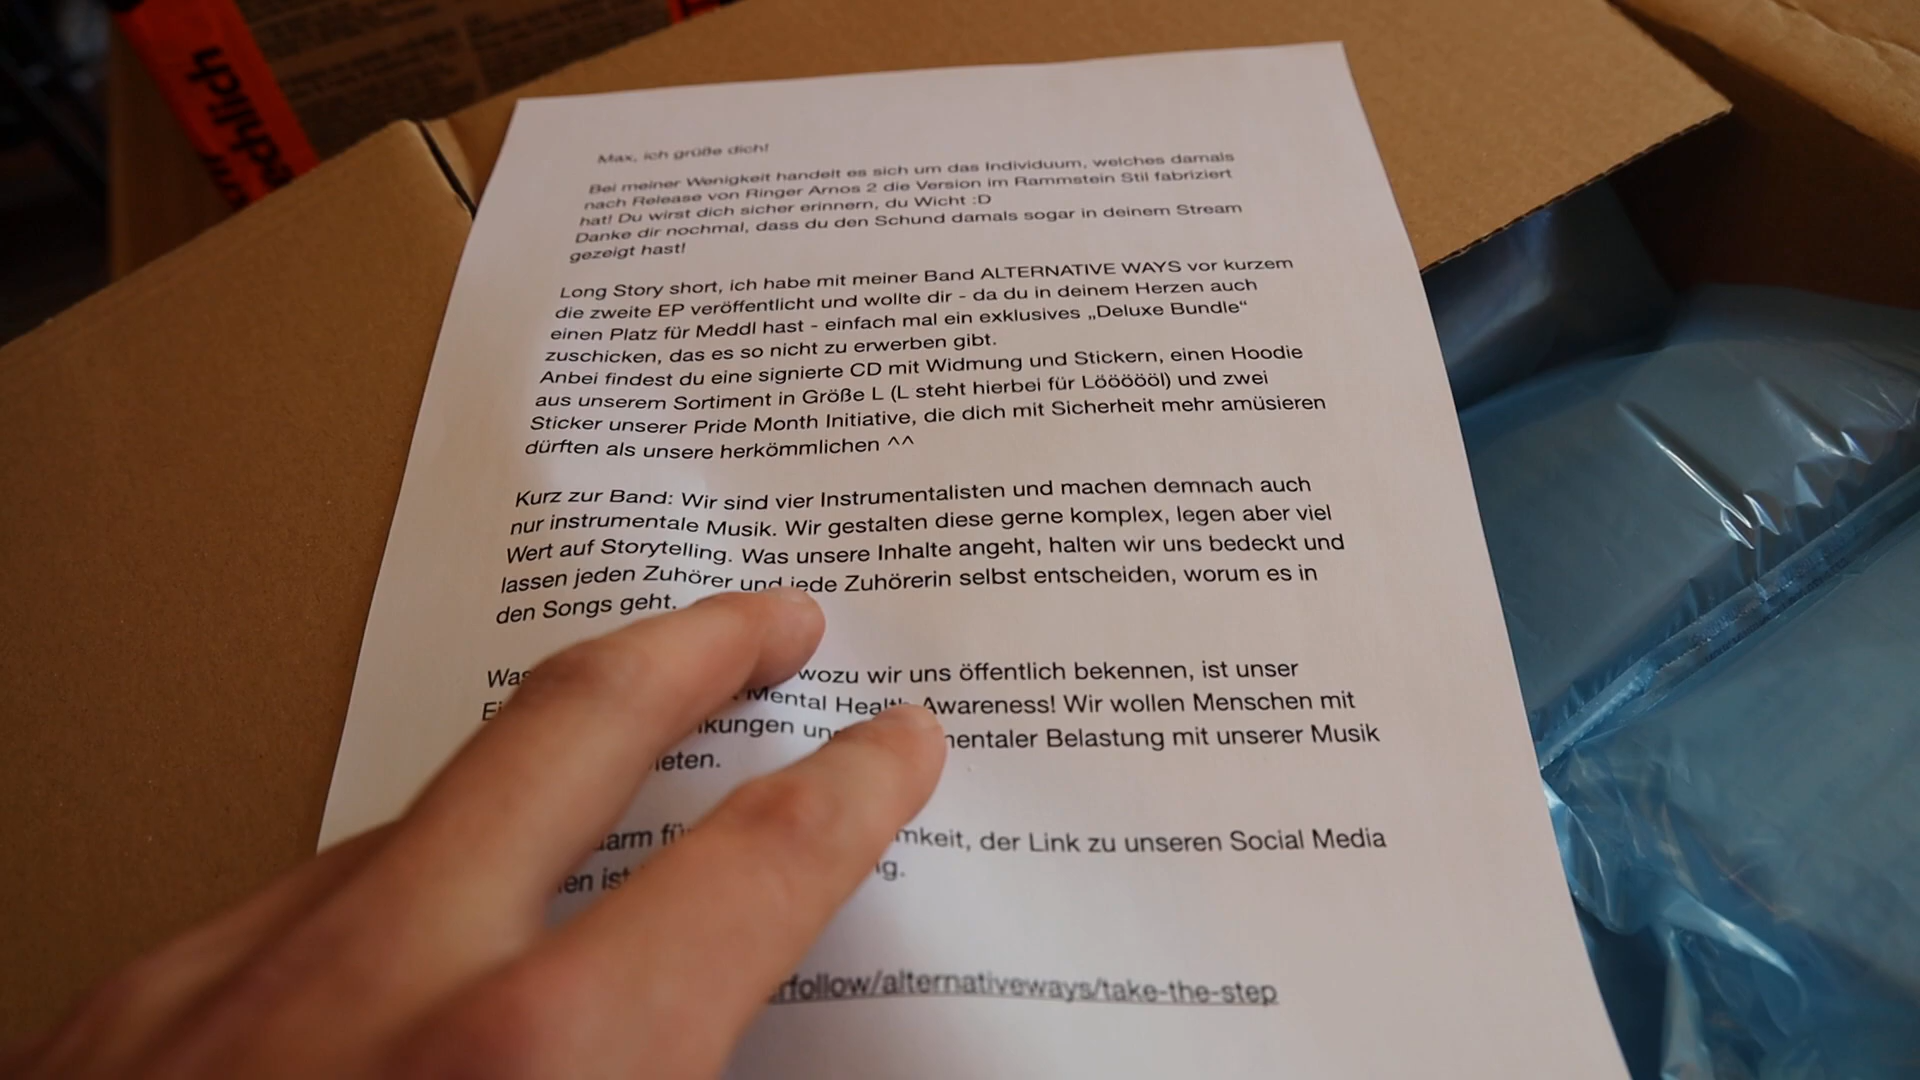 Max, ich grüße dich!
Bei meiner Wenigkeit handelt es sich um das Individuum, welches damals
nach Release von Ringer Arnos 2 die Version im Rammstein Stil fabriziert
hat! Du wirst dich sicher erinnern, du Wicht :D
Danke dir nochmal, dass du den Schund damals sogar in deinem Stream
gezeigt hast!
Long Story short, ich habe mit meiner Band ALTERNATIVE WAYS vor kurzem
die zweite EP veröffentlicht und wollte dir - da du in deinem Herzen auch
einen Platz für Meddl hast - einfach mal ein exklusives „Deluxe Bundle“
zuschicken, das es so nicht zu erwerben gibt.
Anbei findest du eine signierte CD mit Widmung und Stickern, einen Hoodie
aus unserem Sortiment in Größe L (L steht hierbei für Löööööl) und zwei
Sticker unserer Pride Month Initiative, die dich mit Sicherheit mehr amüsieren
dürften als unsere herkömmlichen ^^
Kurz zur Band: Wir sind vier Instrumentalisten und machen demnach auch
nur instrumentale Musik. Wir gestalten diese gerne komplex, legen aber viel
Wert auf Storytelling. Was unsere Inhalte angeht, halten wir uns bedeckt und
lassen jeden Zuhörer und jede Zuhörerin selbst entscheiden, worum es in
den Songs geht.
wozu wir uns öffentlich bekennen, ist unser
Mental Health Awareness! Wir wollen Menschen mit
mentaler Belastung mit unserer Musik
der Link zu unseren Social Media
ist
follow/alternativeways/take-the-step